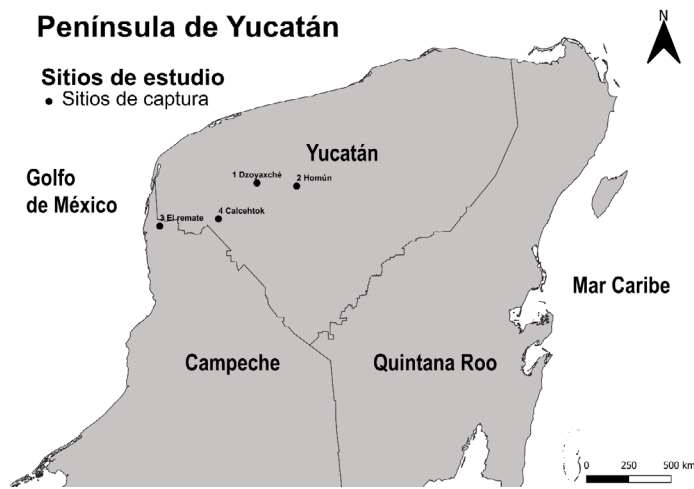 Península de Yucatán
N
Sitios de estudio
Sitios de captura
Golfo
de México
Yucatán
1 Dzoyaxché
2 Homún
3 El remate
4 Calcehtok
Mar Caribe
Campeche
Quintana Roo
0 250 500 km